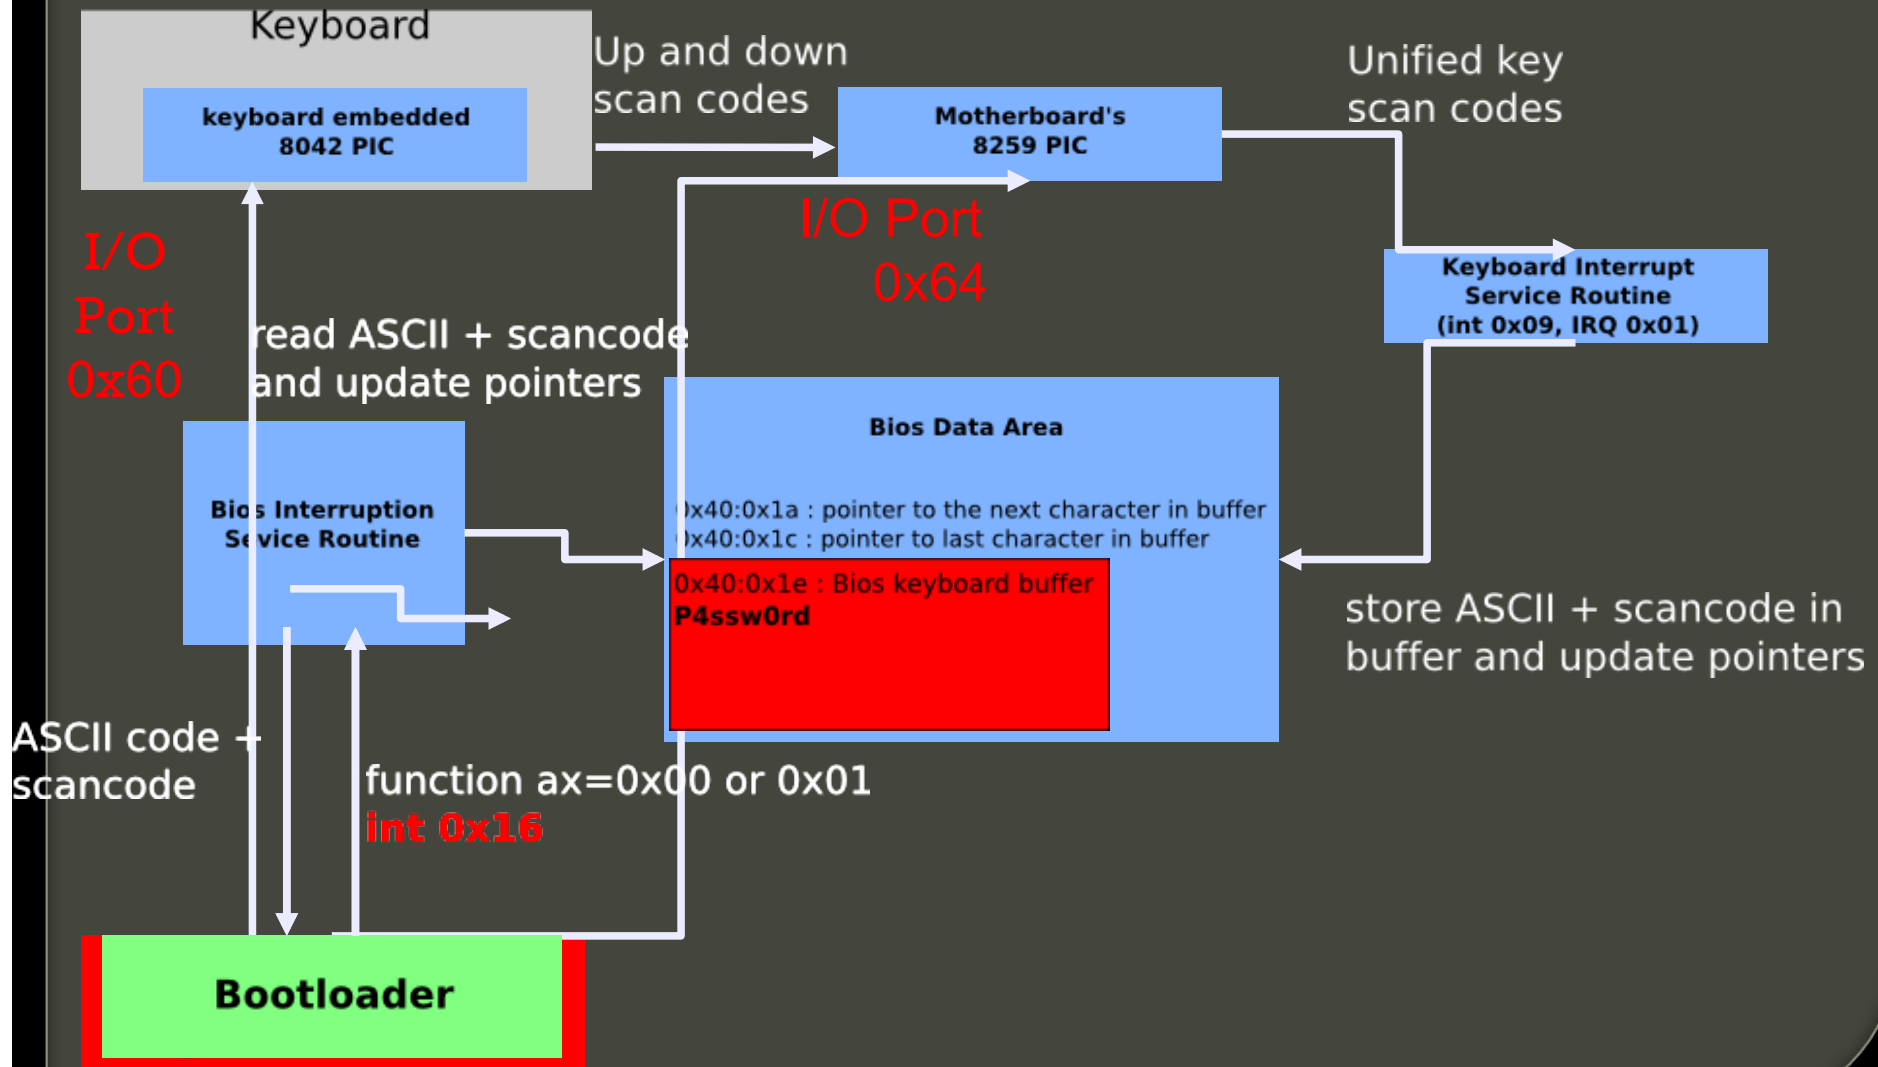 Keyboard
keyboard embedded
8042 PIC
Up and down
scan codes
Motherboard's
8259 PIC
Unified key
scan codes
I/O
Port
0x60
I/O Port
0x64
Keyboard Interrupt
Service Routine
(int 0x09, IRQ 0x01)
read ASCII + scancode
and update pointers
Bios Data Area
0x40:0x1a : pointer to the next character in buffer
0x40:0x1c : pointer to last character in buffer
0x40:0x1e : Bios keyboard buffer
P4ssw0rd
Bios Interruption
Sevice Routine
store ASCII + scancode in
buffer and update pointers
ASCII code +
scancode
function ax=0x00 or 0x01
int 0x16
Bootloader